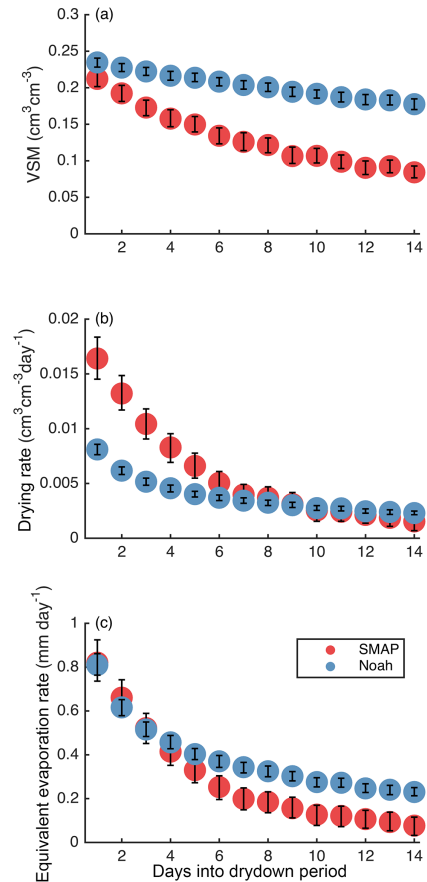 (a)
VSM (cm³cm⁻³)
0.3
0.2
0.25
0.15
0.1
0.05
0
2 4 6 8 10 12 14
(b)
Drying rate (cm³cm⁻³day⁻¹)
0.02
0.015
0.01
0.005
0
2 4 6 8 10 12 14
(c)
Equivalent evaporation rate (mm day⁻¹)
1
0.8
0.6
0.4
0.2
0
SMAP
Noah
2 4 6 8 10 12 14
Days into drydown period